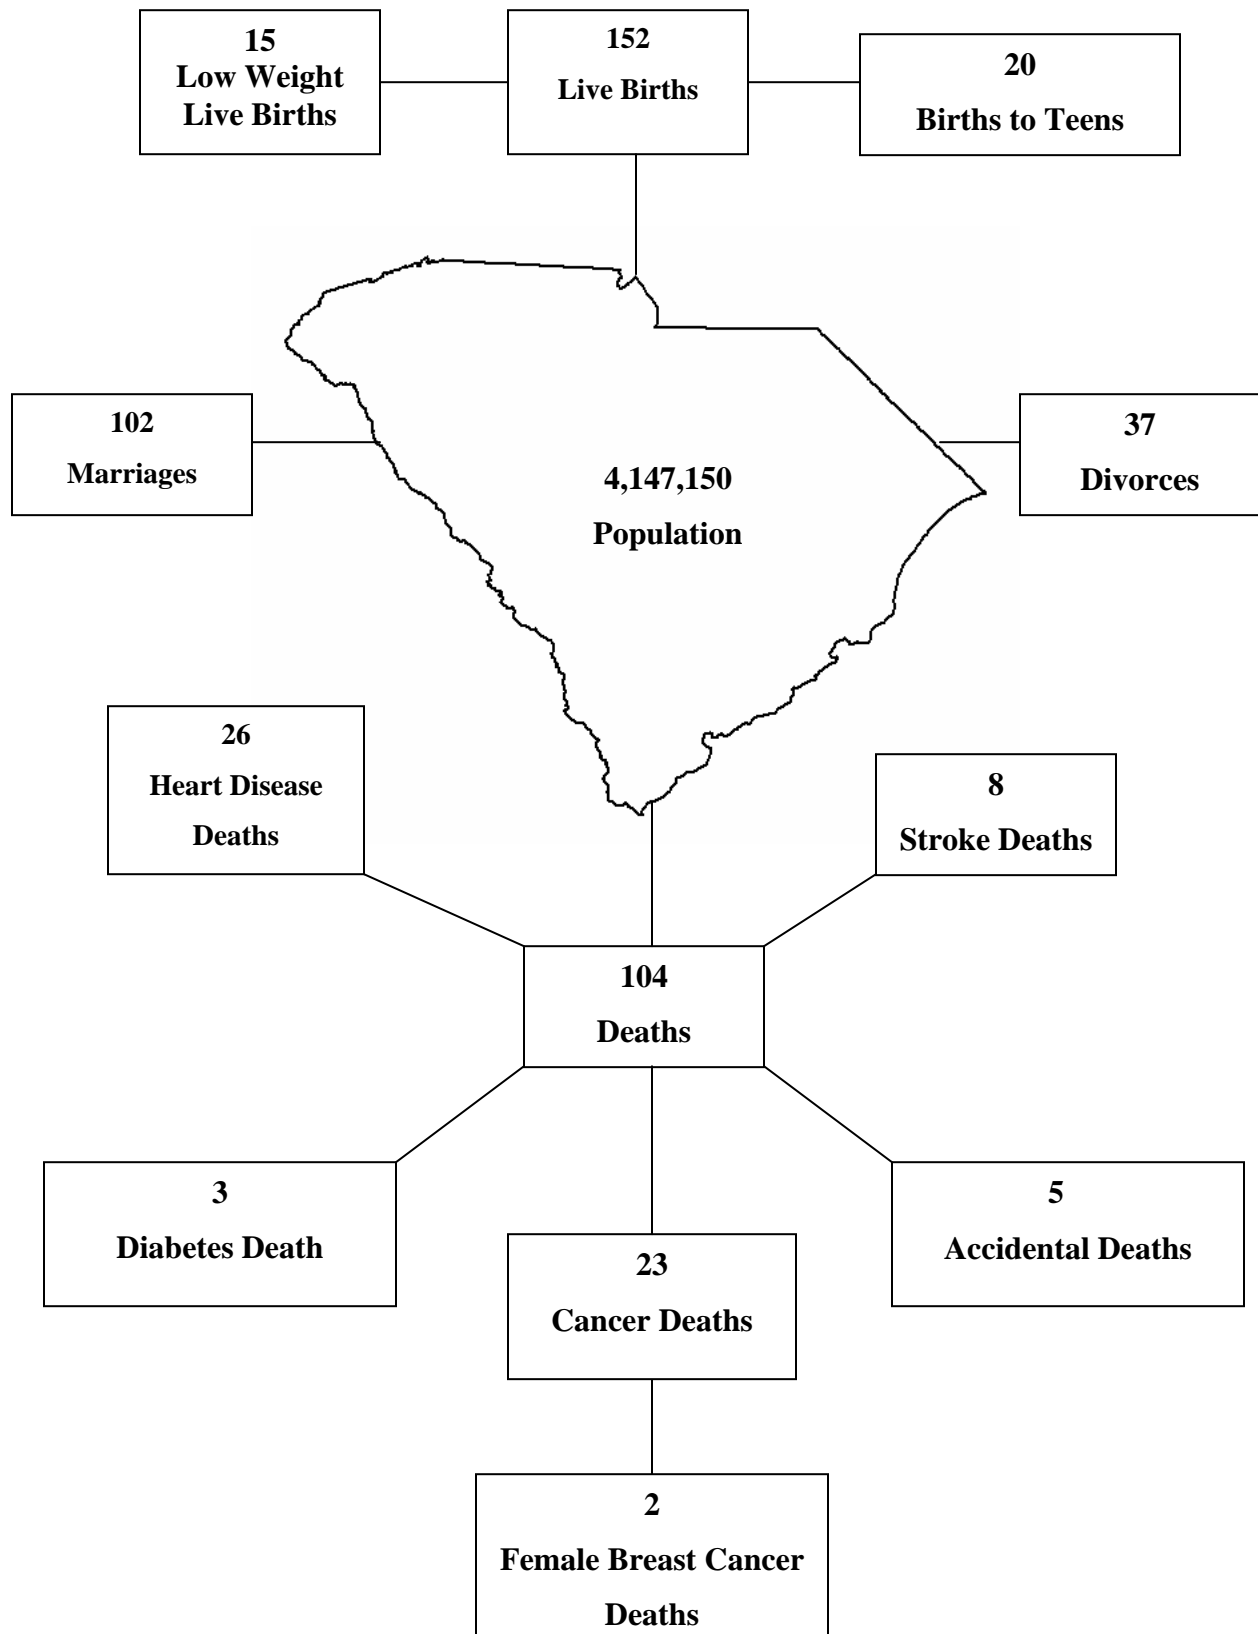 15
Low Weight
Live Births
152
Live Births
20
Births to Teens
102
Marriages
4,147,150
Population
37
Divorces
26
Heart Disease
Deaths
8
Stroke Deaths
104
Deaths
3
Diabetes Death
23
Cancer Deaths
5
Accidental Deaths
2
Female Breast Cancer
Deaths